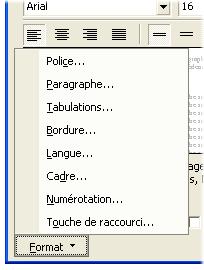 Arial 16
Police...
Paragraphe...
Tabulations...
Bordure...
Langue...
Cadre...
Numérotation...
Touche de raccourci...
Format